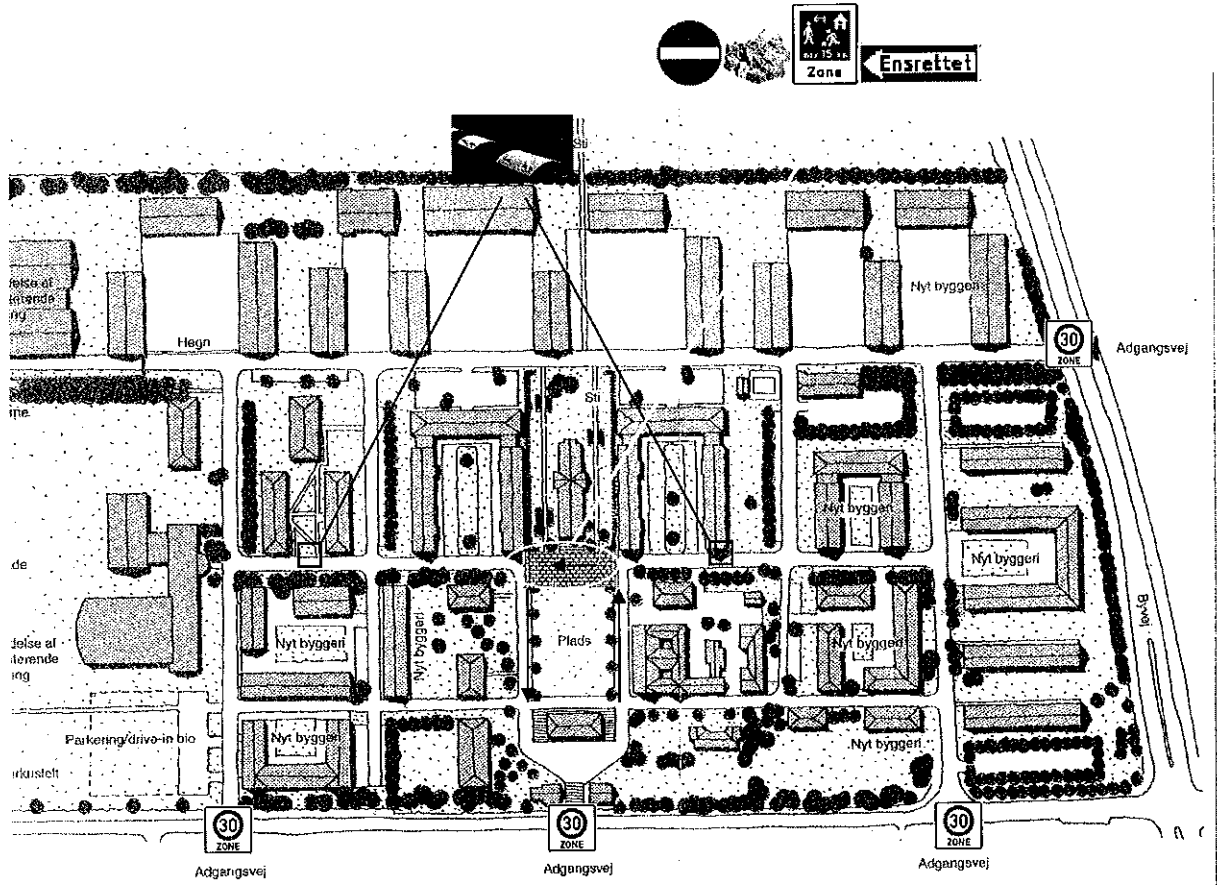 Zone
Ensrettet
Sti
Nyt byggeri
Hegn
30
ZONE
Adgangsvej
Sti
Nyt byggeri
Nyt byggeri
Nyt byggeri
Nyt byggeri
Plads
Nyt byggeri
Byvej
Parkering/drive-in bio
Nyt byggeri
Nyt byggeri
30
ZONE
Adgangsvej
30
ZONE
Adgangsvej
30
ZONE
Adgangsvej